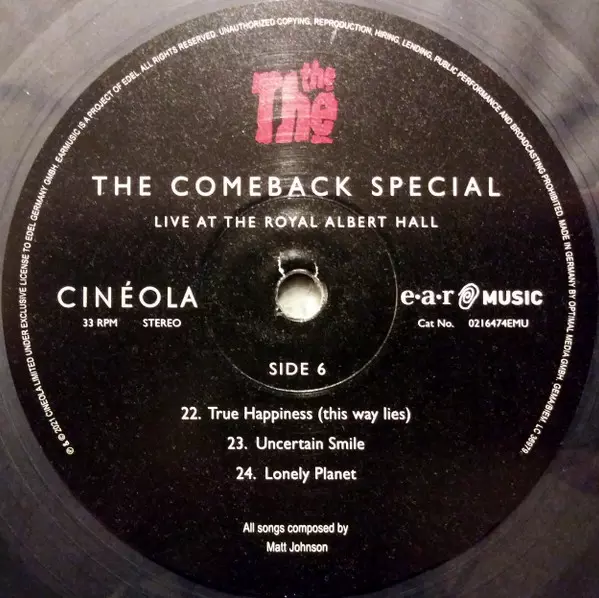 ℗ & © 2021 CINEOLA LIMITED UNDER EXCLUSIVE LICENSE TO EDEL GERMANY GMBH. EARMUSIC IS A PROJECT OF EDEL. ALL RIGHTS RESERVED. UNAUTHORIZED COPYING, REPRODUCTION, HIRING, LENDING, PUBLIC PERFORMANCE AND BROADCASTING PROHIBITED. MADE IN GERMANY BY OPTIMAL MEDIA GMBH. GEMA/BIEM. LC 36979.
the
The
THE COMEBACK SPECIAL
LIVE AT THE ROYAL ALBERT HALL
CINÉOLA
33 RPM STEREO
e·a·r MUSIC
Cat No. 0216474EMU
SIDE 6
22. True Happiness (this way lies)
23. Uncertain Smile
24. Lonely Planet
All songs composed by
Matt Johnson